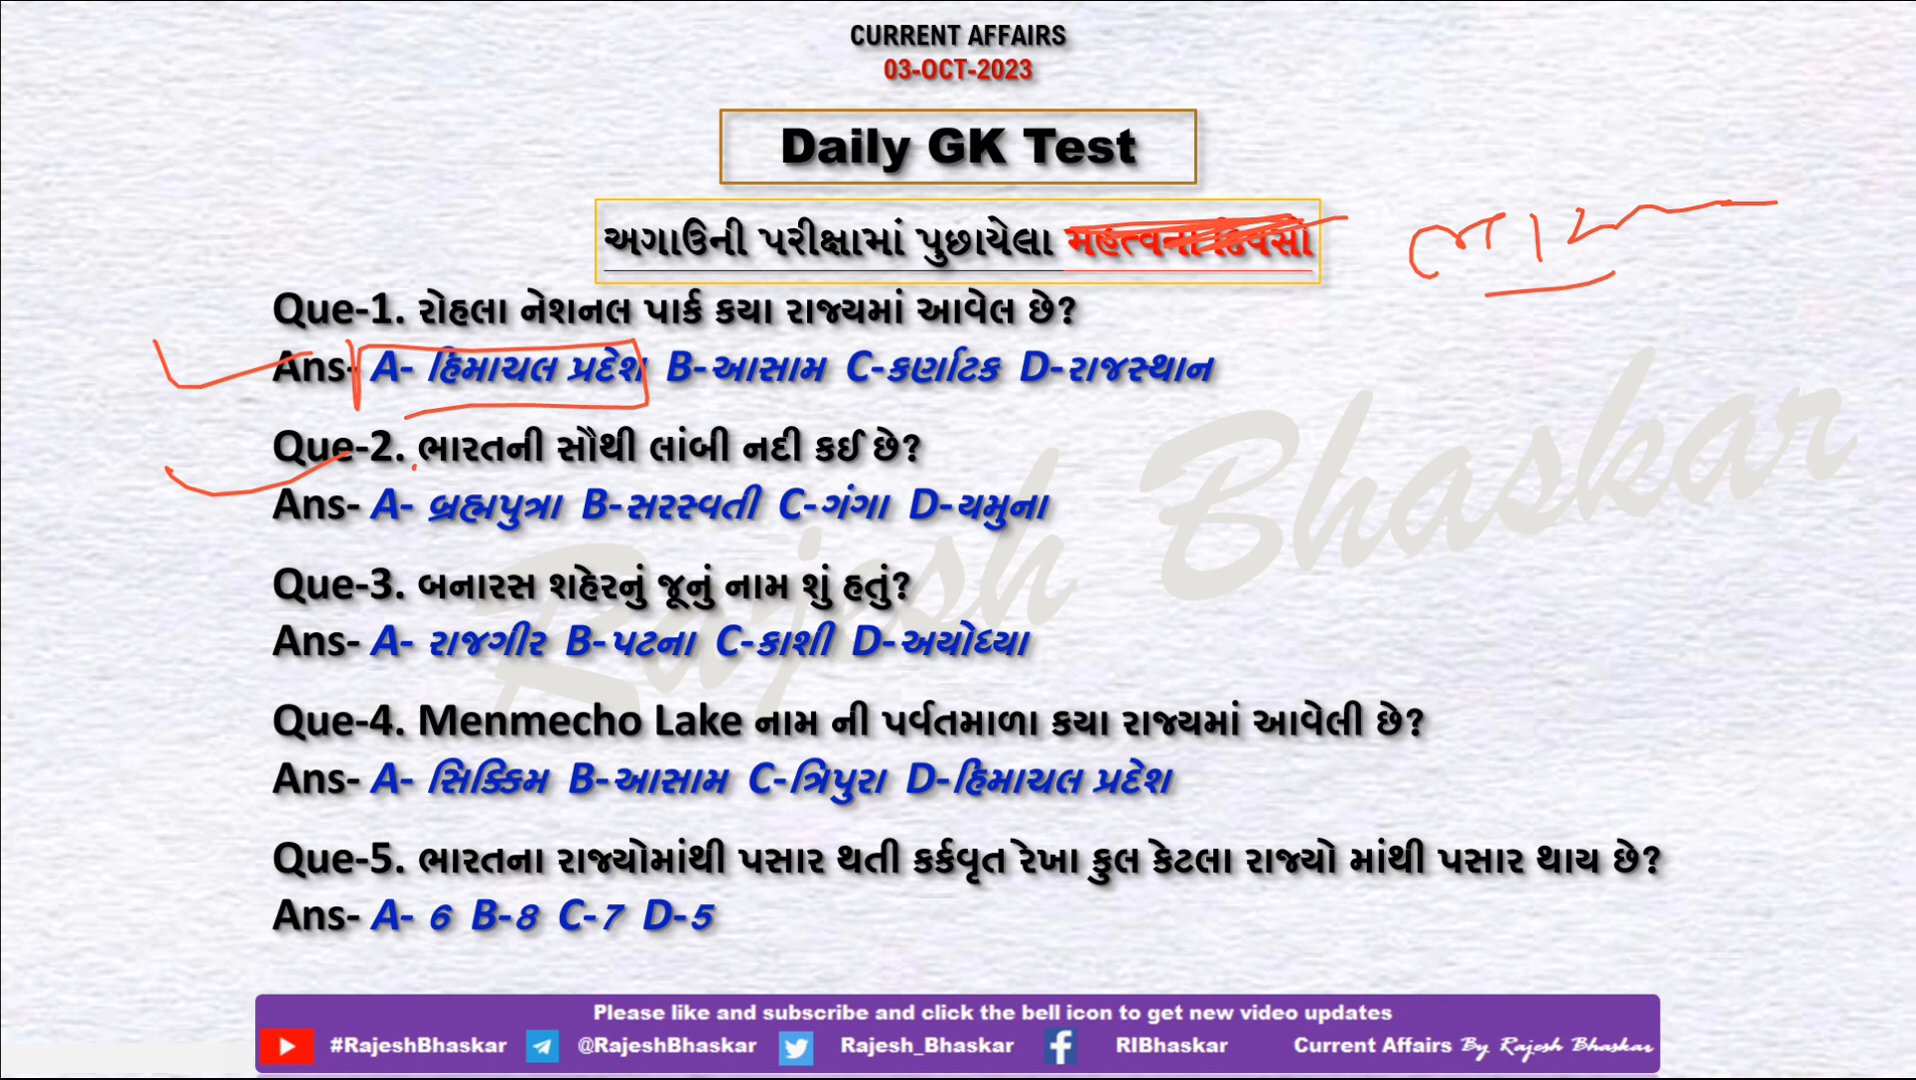 CURRENT AFFAIRS
03-OCT-2023
Daily GK Test
અગાઉની પરીક્ષામાં પુછાયેલા મહત્વના દિવસો
Que-1. રોહલા નેશનલ પાર્ક કયા રાજ્યમાં આવેલ છે?
Ans- A- હિમાચલ પ્રદેશ B-આસામ C-કર્ણાટક D-રાજસ્થાન
Que-2. ભારતની સૌથી લાંબી નદી કઈ છે?
Ans- A- બ્રહ્મપુત્રા B-સરસ્વતી C-ગંગા D-યમુના
Que-3. બનારસ શહેરનું જૂનું નામ શું હતું?
Ans- A- રાજગીર B-પટના C-કાશી D-અયોધ્યા
Que-4. Menmecho Lake નામ ની પર્વતમાળા કયા રાજ્યમાં આવેલી છે?
Ans- A- સિક્કિમ B-આસામ C-ત્રિપુરા D-હિમાચલ પ્રદેશ
Que-5. ભારતના રાજ્યોમાંથી પસાર થતી કર્કવૃત રેખા કુલ કેટલા રાજ્યો માંથી પસાર થાય છે?
Ans- A- 6 B-8 C-7 D-5
Rajesh Bhaskar
Please like and subscribe and click the bell icon to get new video updates
#RajeshBhaskar @RajeshBhaskar Rajesh_Bhaskar RIBhaskar Current Affairs By Rajesh Bhaskar